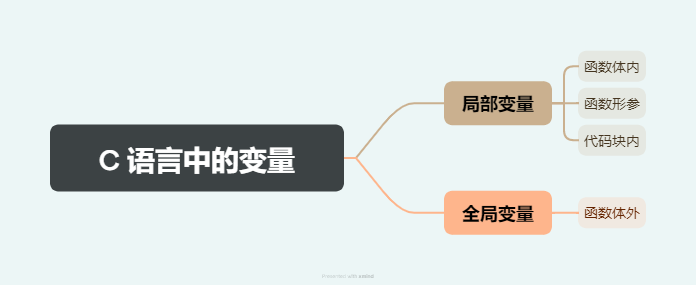 C 语言中的变量
局部变量
函数体内
函数形参
代码块内
全局变量
函数体外
Presented with xmind